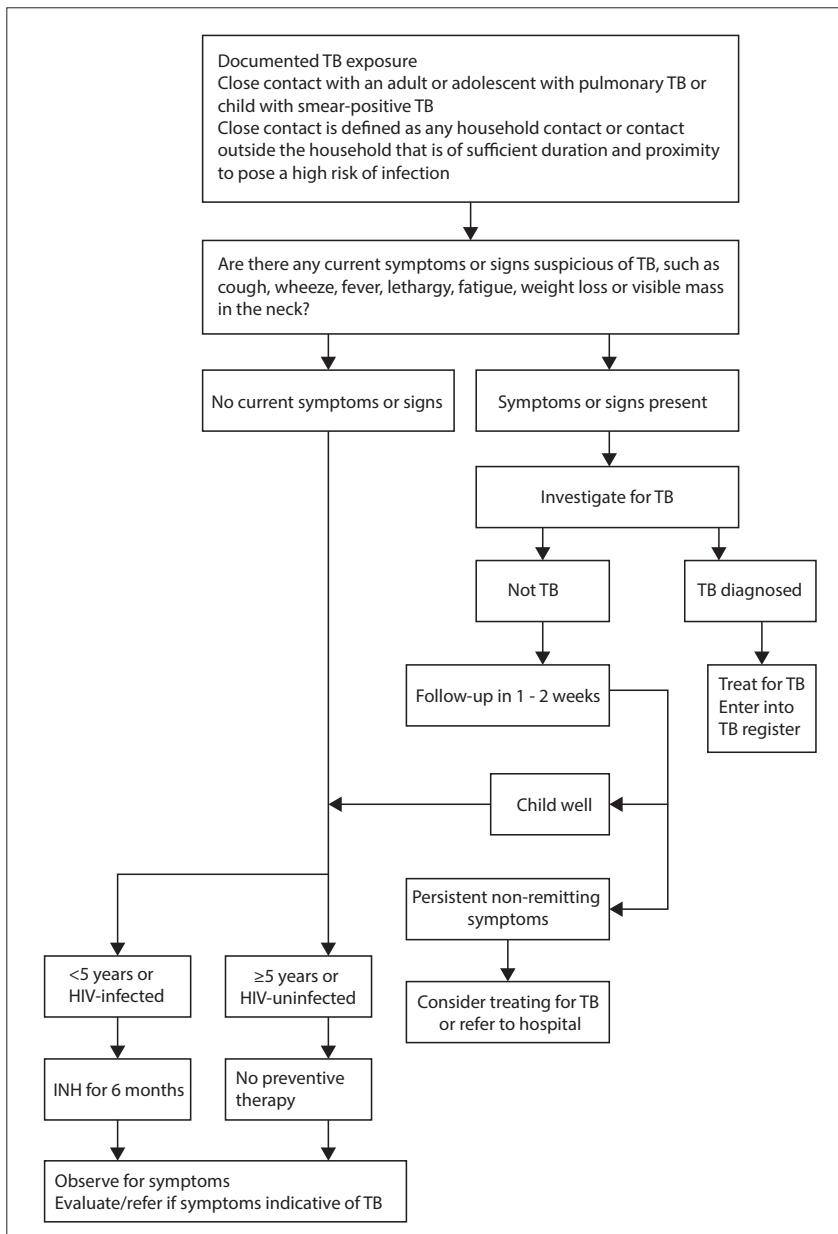 Documented TB exposure
Close contact with an adult or adolescent with pulmonary TB or
child with smear-positive TB
Close contact is defined as any household contact or contact
outside the household that is of sufficient duration and proximity
to pose a high risk of infection
Are there any current symptoms or signs suspicious of TB, such as
cough, wheeze, fever, lethargy, fatigue, weight loss or visible mass
in the neck?
No current symptoms or signs
Symptoms or signs present
Investigate for TB
Not TB
TB diagnosed
Follow-up in 1 - 2 weeks
Treat for TB
Enter into
TB register
Child well
Persistent non-remitting
symptoms
<5 years or
HIV-infected
≥5 years or
HIV-uninfected
Consider treating for TB
or refer to hospital
INH for 6 months
No preventive
therapy
Observe for symptoms
Evaluate/refer if symptoms indicative of TB